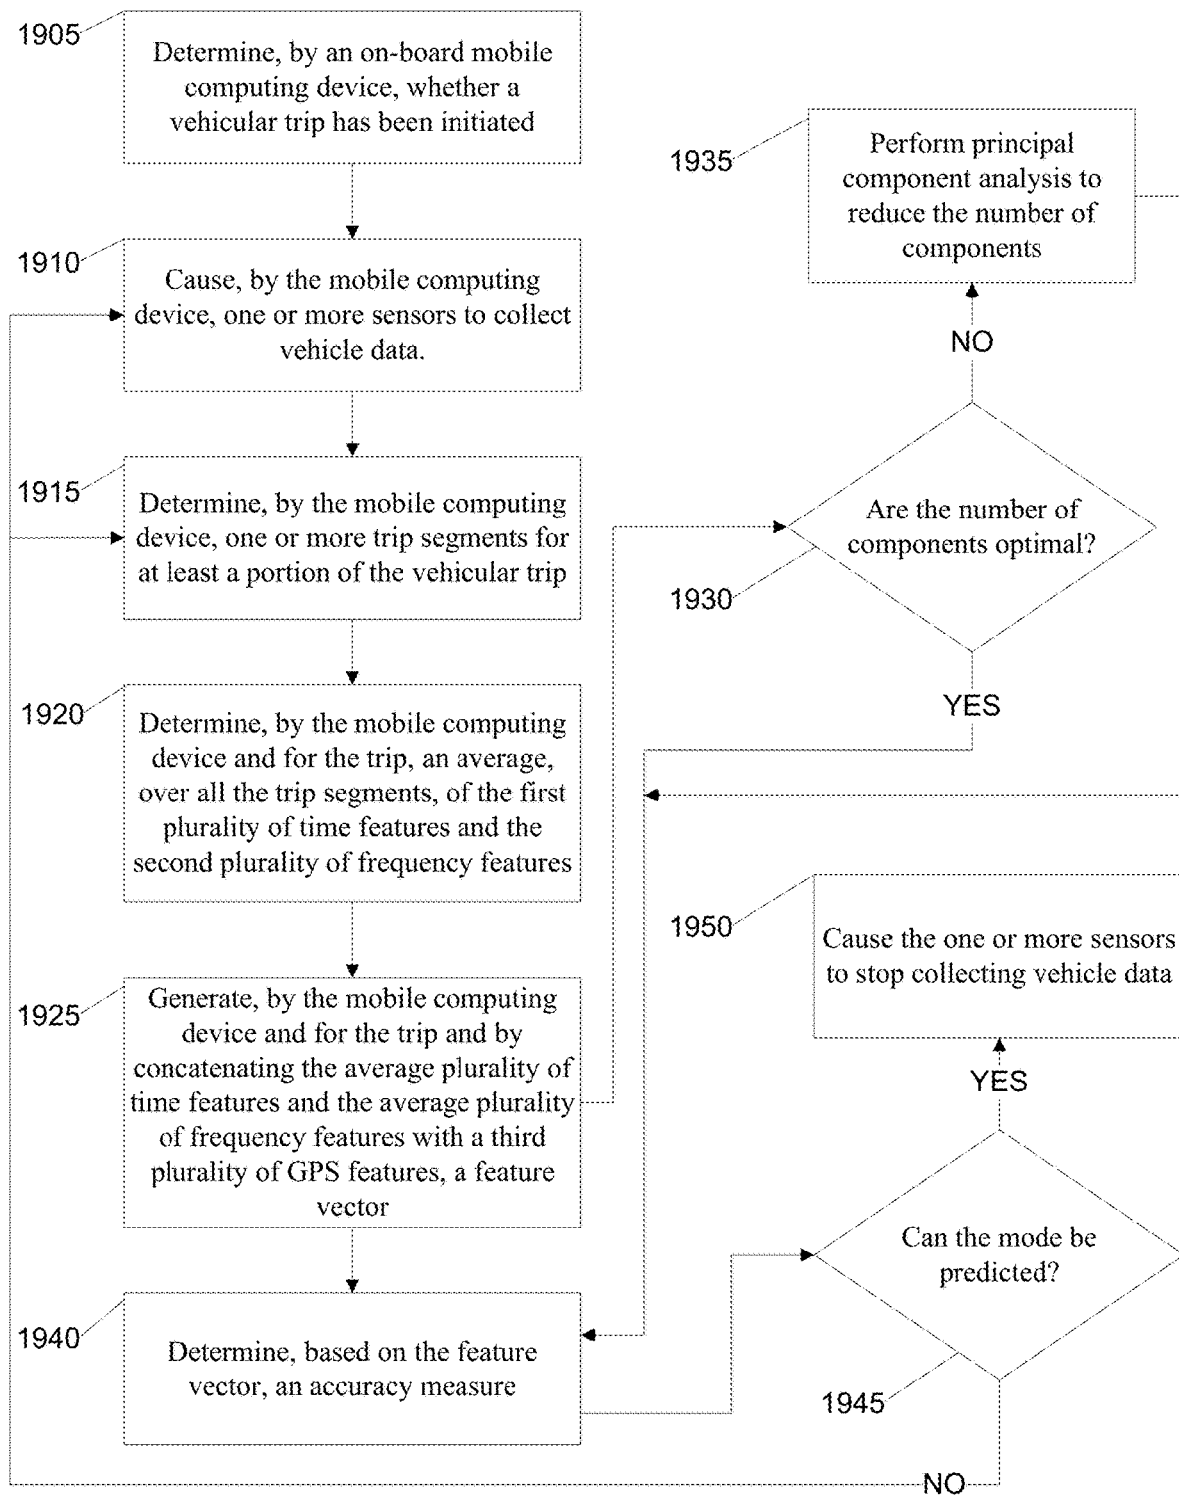 1905
Determine, by an on-board mobile
computing device, whether a
vehicular trip has been initiated
1910
Cause, by the mobile computing
device, one or more sensors to collect
vehicle data.
1915
Determine, by the mobile computing
device, one or more trip segments for
at least a portion of the vehicular trip
1920
Determine, by the mobile computing
device and for the trip, an average,
over all the trip segments, of the first
plurality of time features and the
second plurality of frequency features
1925
Generate, by the mobile computing
device and for the trip and by
concatenating the average plurality of
time features and the average plurality
of frequency features with a third
plurality of GPS features, a feature
vector
1940
Determine, based on the feature
vector, an accuracy measure
1935
Perform principal
component analysis to
reduce the number of
components
NO
Are the number of
components optimal?
1930
YES
1950
Cause the one or more sensors
to stop collecting vehicle data
YES
Can the mode be
predicted?
1945
NO